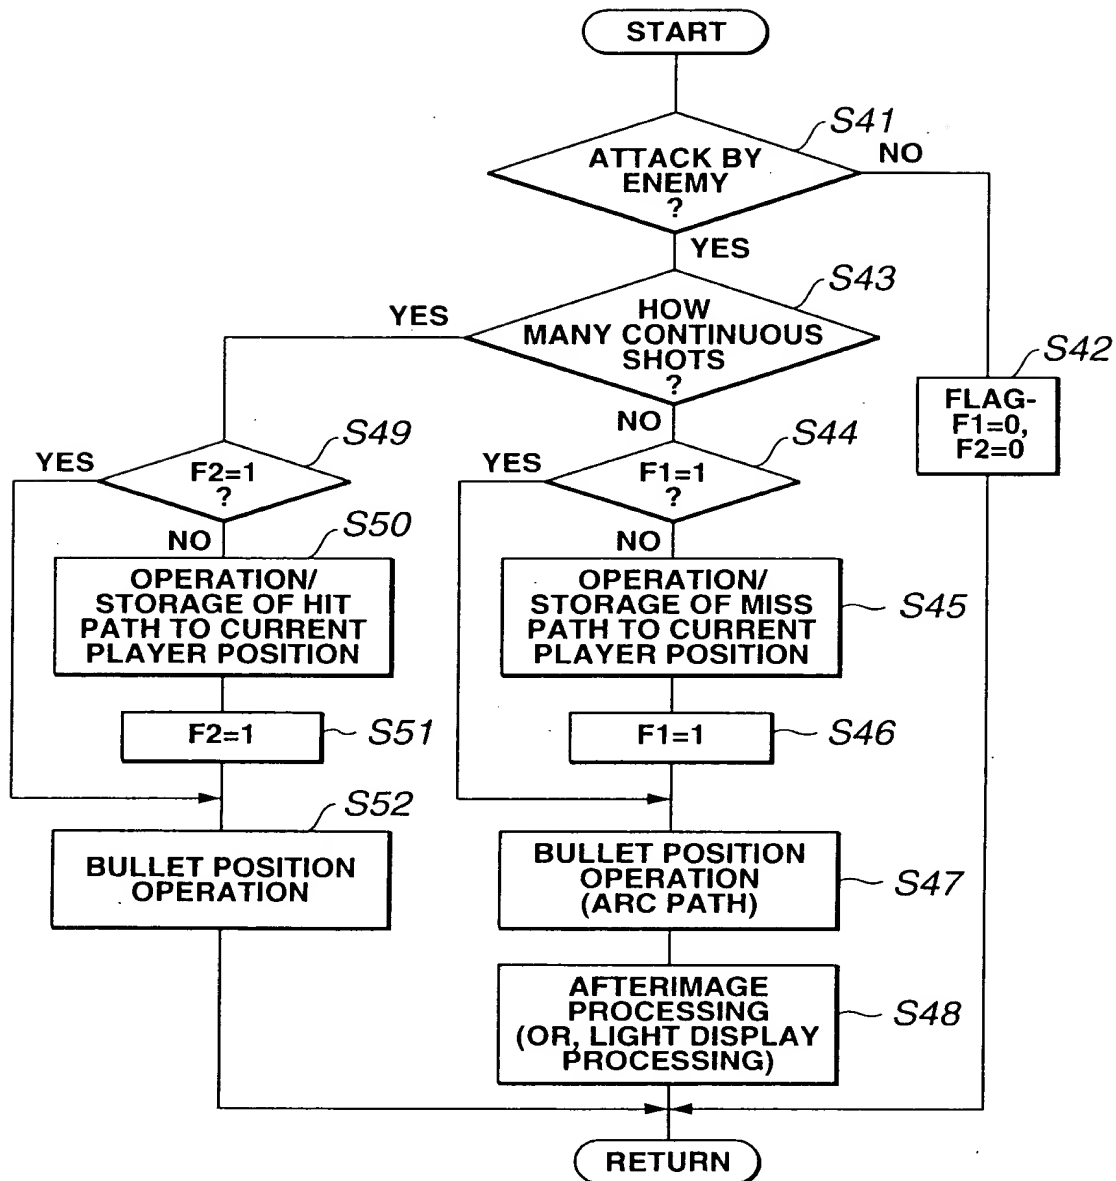 START
S41
ATTACK BY
ENEMY
?
NO
YES
S43
HOW
MANY CONTINUOUS
SHOTS
?
YES
NO
S42
FLAG-
F1=0,
F2=0
S49
F2=1
?
YES
NO
S44
F1=1
?
YES
NO
S50
OPERATION/
STORAGE OF HIT
PATH TO CURRENT
PLAYER POSITION
OPERATION/
STORAGE OF MISS
PATH TO CURRENT
PLAYER POSITION
S45
F2=1
S51
F1=1
S46
S52
BULLET POSITION
OPERATION
BULLET POSITION
OPERATION
(ARC PATH)
S47
AFTERIMAGE
PROCESSING
(OR, LIGHT DISPLAY
PROCESSING)
S48
RETURN